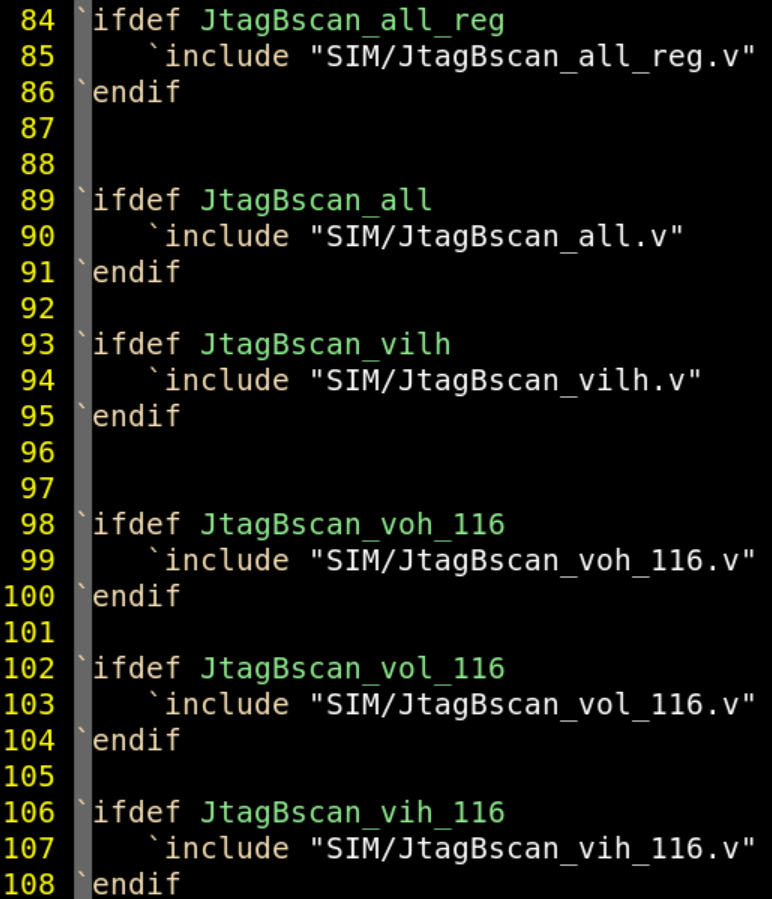 84 `ifdef JtagBscan_all_reg
85    `include "SIM/JtagBscan_all_reg.v"
86 `endif
87
88
89 `ifdef JtagBscan_all
90    `include "SIM/JtagBscan_all.v"
91 `endif
92
93 `ifdef JtagBscan_vilh
94    `include "SIM/JtagBscan_vilh.v"
95 `endif
96
97
98 `ifdef JtagBscan_voh_116
99    `include "SIM/JtagBscan_voh_116.v"
100 `endif
101
102 `ifdef JtagBscan_vol_116
103    `include "SIM/JtagBscan_vol_116.v"
104 `endif
105
106 `ifdef JtagBscan_vih_116
107    `include "SIM/JtagBscan_vih_116.v"
108 `endif